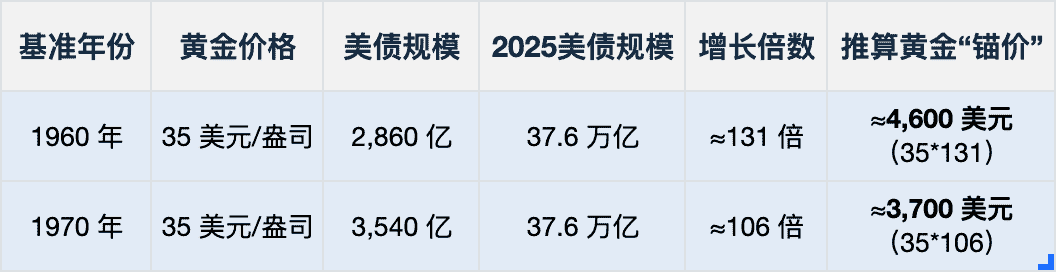 基准年份 黄金价格 美债规模 2025美债规模 增长倍数 推算黄金“锚价”
1960 年 35 美元/盎司 2,860 亿 37.6 万亿 ≈131 倍 ≈4,600 美元
（35*131）
1970 年 35 美元/盎司 3,540 亿 37.6 万亿 ≈106 倍 ≈3,700 美元
（35*106）